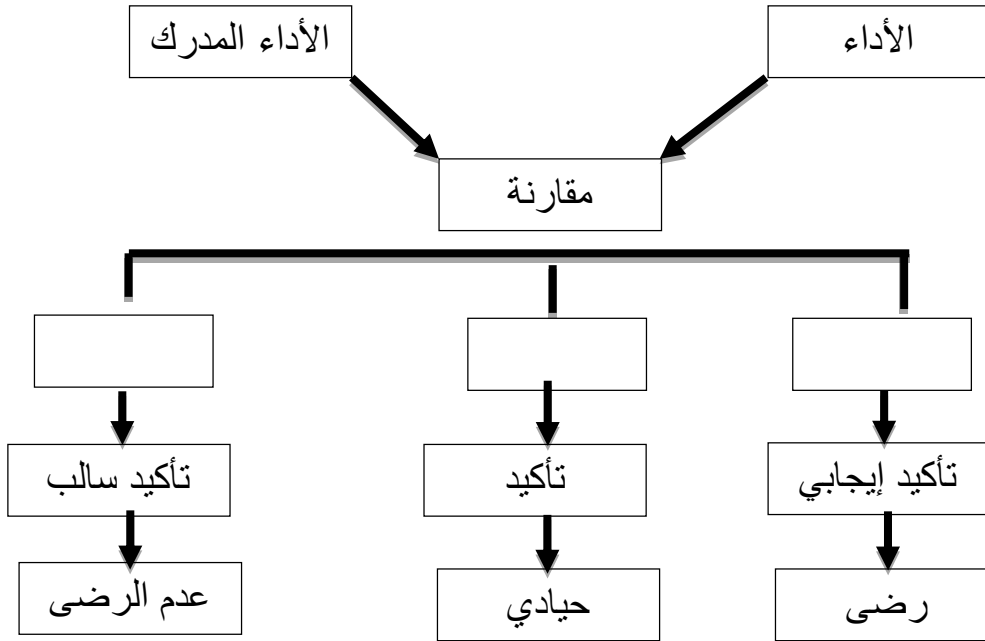 الأداء
الأداء المدرك
مقارنة
تأكيد إيجابي
تأكيد
تأكيد سالب
رضى
حيادي
عدم الرضى